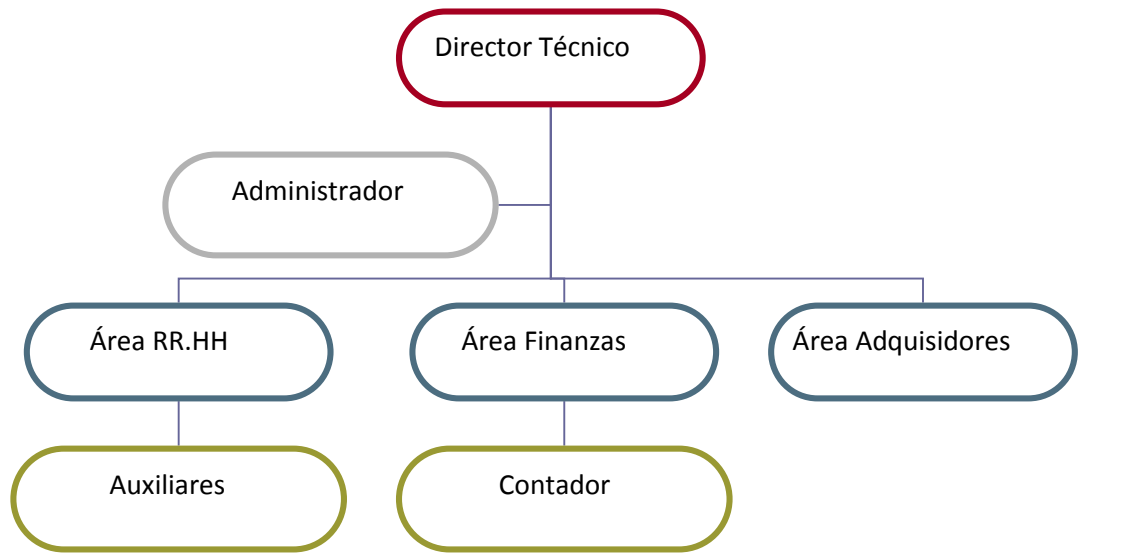 Director Técnico
Administrador
Área RR.HH
Área Finanzas
Área Adquisidores
Auxiliares
Contador